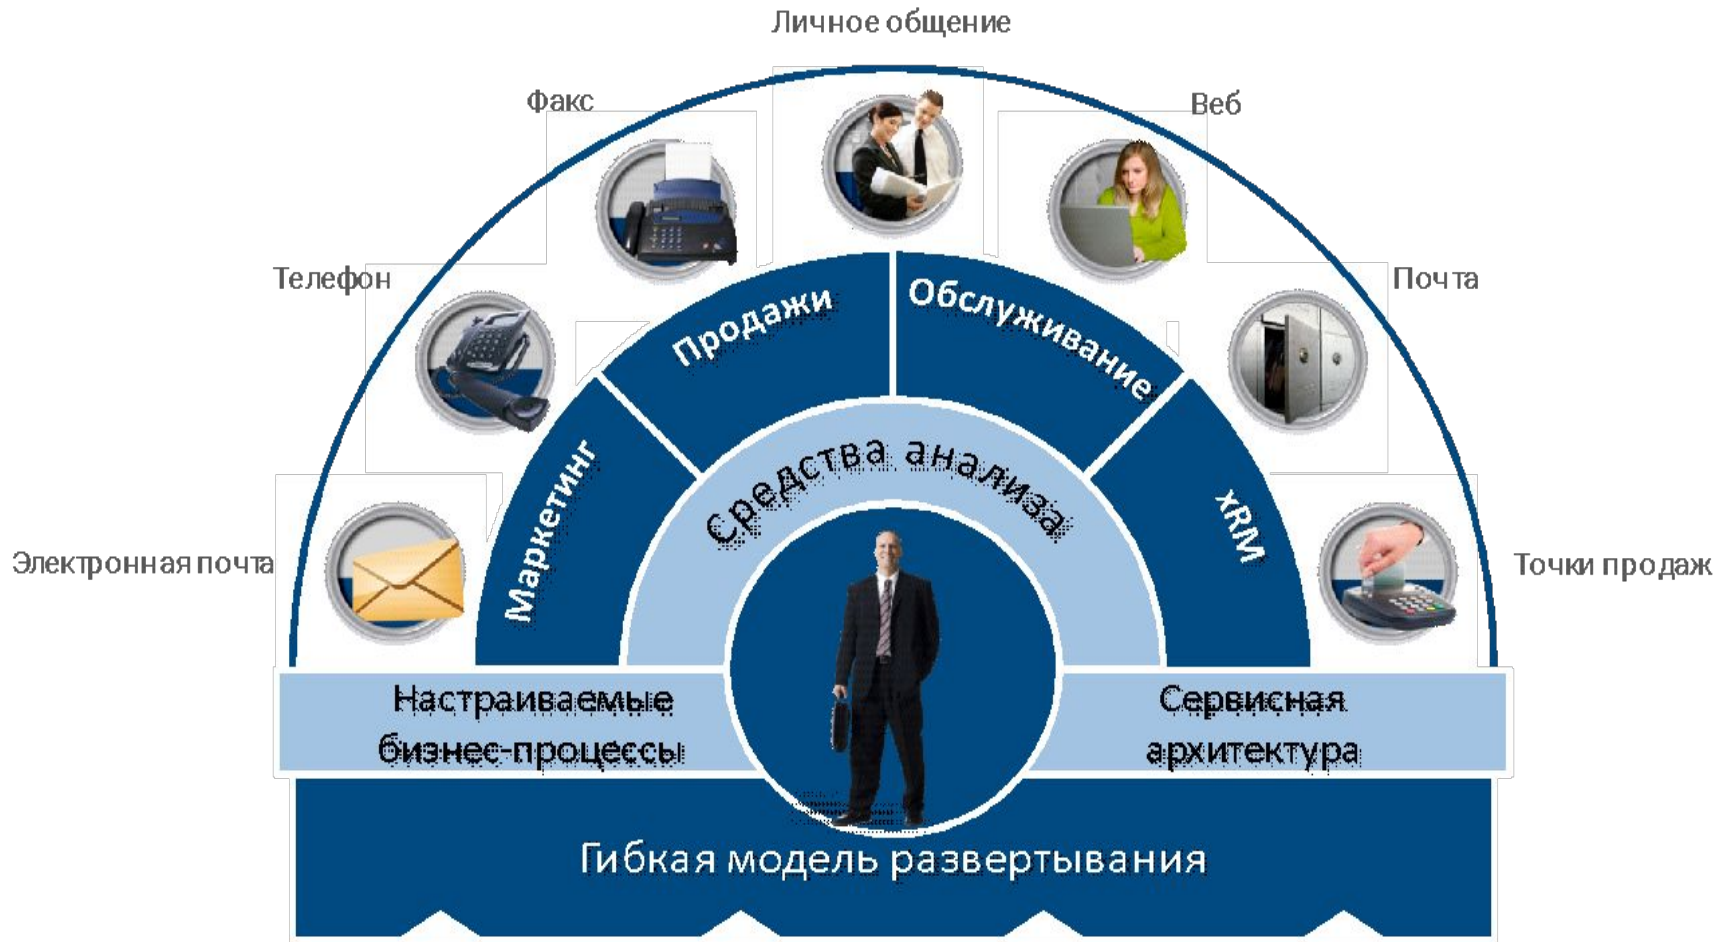 Личное общение
Факс
Веб
Телефон
Почта
Продажи
Обслуживание
Средства анализа
Маркетинг
xRM
Электронная почта
Точки продаж
Настраиваемые
бизнес-процессы
Сервисная
архитектура
Гибкая модель развертывания